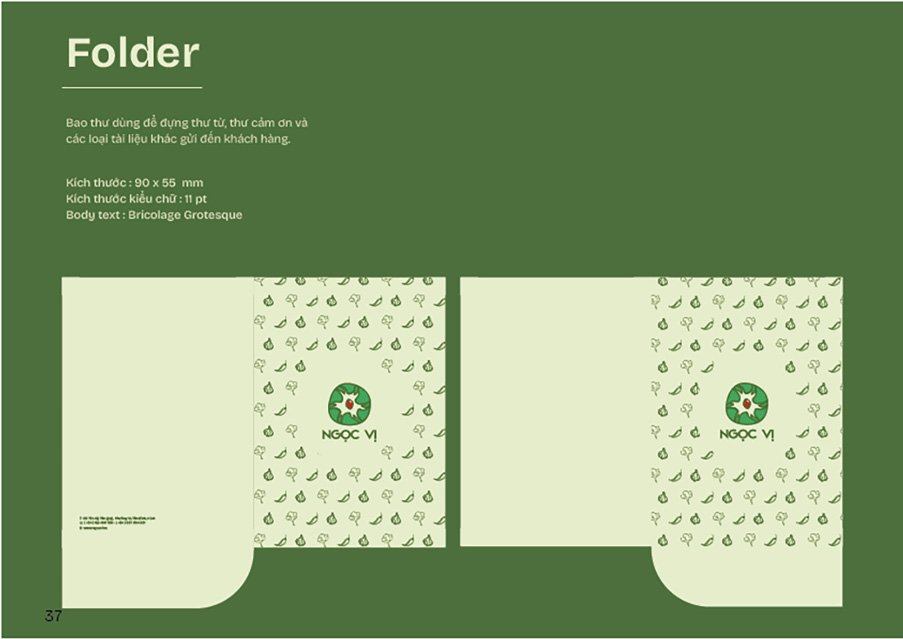 Folder
Bao thư dùng để đựng thư từ, thư cảm ơn và
các loại tài liệu khác gửi đến khách hàng.
Kích thước : 90 x 55 mm
Kích thước kiểu chữ : 11 pt
Body text : Bricolage Grotesque
NGỌC VỊ
NGỌC VỊ
37